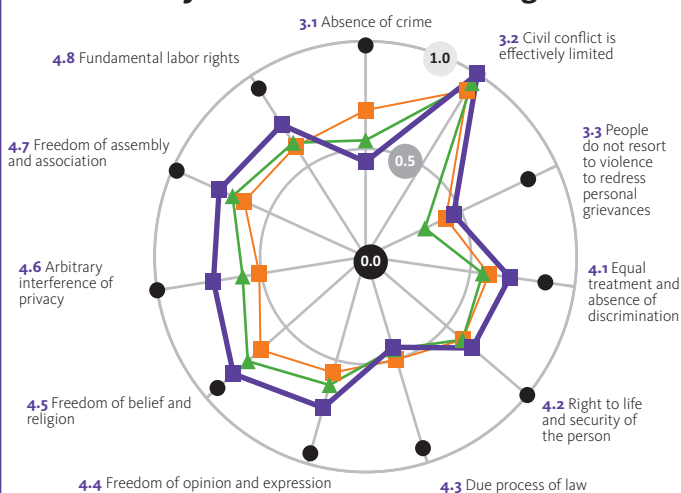 3.1 Absence of crime
3.2 Civil conflict is
effectively limited
1.0
4.8 Fundamental labor rights
3.3 People
do not resort
to violence
to redress
personal
grievances
4.7 Freedom of assembly
and association
0.5
0.0
4.6 Arbitrary
interference of
privacy
4.1 Equal
treatment and
absence of
discrimination
4.5 Freedom of belief and
religion
4.2 Right to life
and security of
the person
4.4 Freedom of opinion and expression
4.3 Due process of law